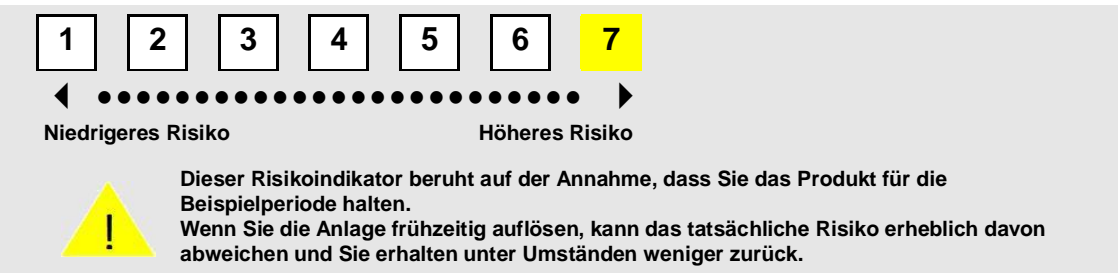 1 2 3 4 5 6 7
Niedrigeres Risiko Höheres Risiko
Dieser Risikoindikator beruht auf der Annahme, dass Sie das Produkt für die
Beispielperiode halten.
Wenn Sie die Anlage frühzeitig auflösen, kann das tatsächliche Risiko erheblich davon
abweichen und Sie erhalten unter Umständen weniger zurück.
!